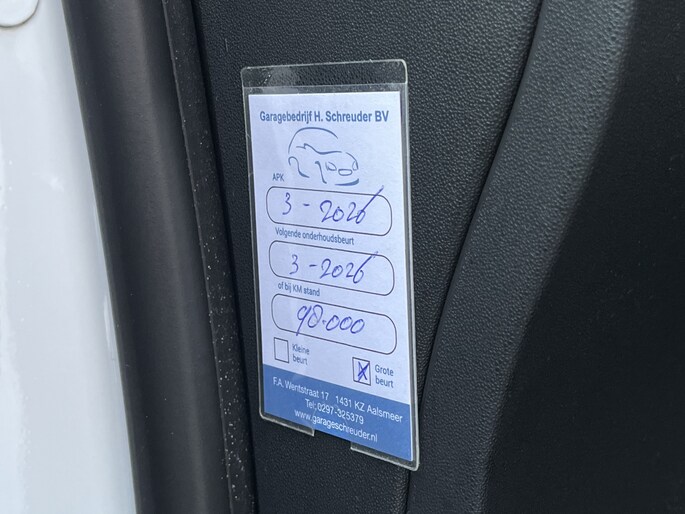 Garagebedrijf H. Schreuder BV
APK
3 - 2026
Volgende onderhoudsbeurt
3 - 2026
of bij KM stand
90.000
Kleine
beurt
Grote
beurt
F.A. Wentstraat 17 1431 KZ Aalsmeer
Tel;.0297-325379
www.garageschreuder.nl